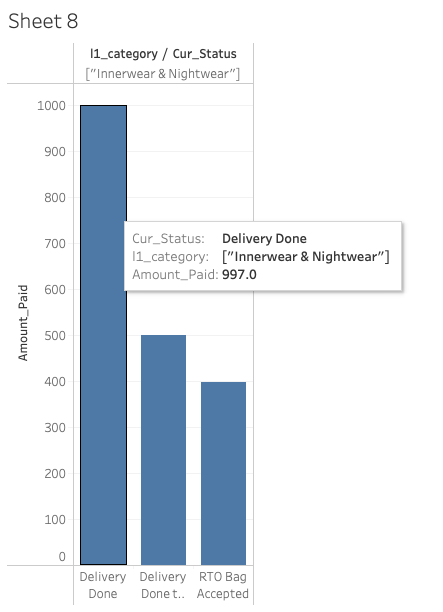 Sheet 8
l1_category / Cur_Status
["Innerwear & Nightwear"]
1000
900
800
700
600
500
400
300
200
100
0
Amount_Paid
Cur_Status: Delivery Done
l1_category: ["Innerwear & Nightwear"]
Amount_Paid: 997.0
Delivery
Done
Delivery
Done t..
RTO Bag
Accepted